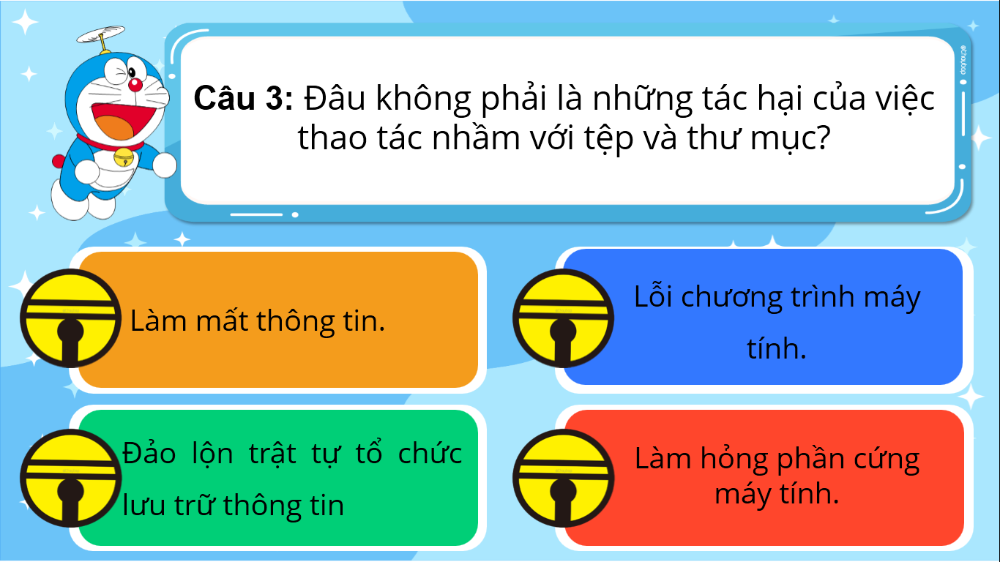 Câu 3: Đâu không phải là những tác hại của việc
thao tác nhầm với tệp và thư mục?
Làm mất thông tin.
Lỗi chương trình máy
tính.
Đảo lộn trật tự tổ chức
lưu trữ thông tin
Làm hỏng phần cứng
máy tính.